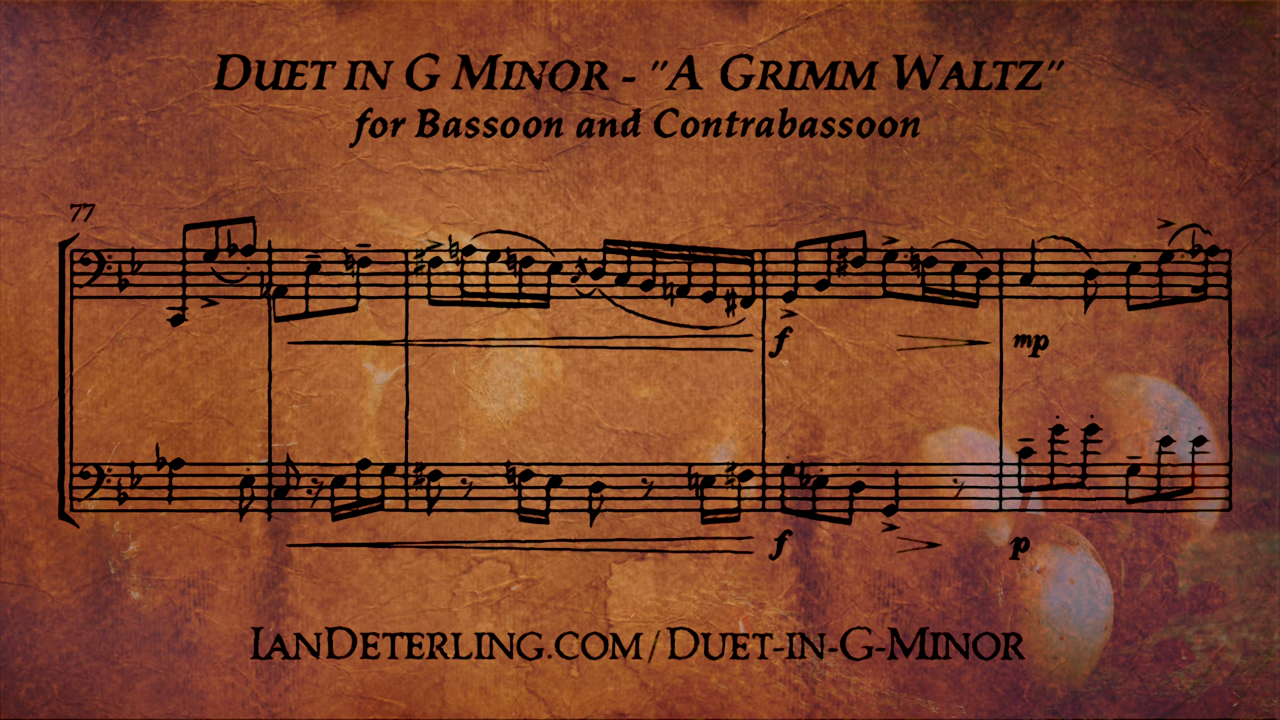 Duet in G Minor - "A Grimm Waltz"
for Bassoon and Contrabassoon
77
f
mp
f
p
IanDeterling.com/Duet-in-G-Minor